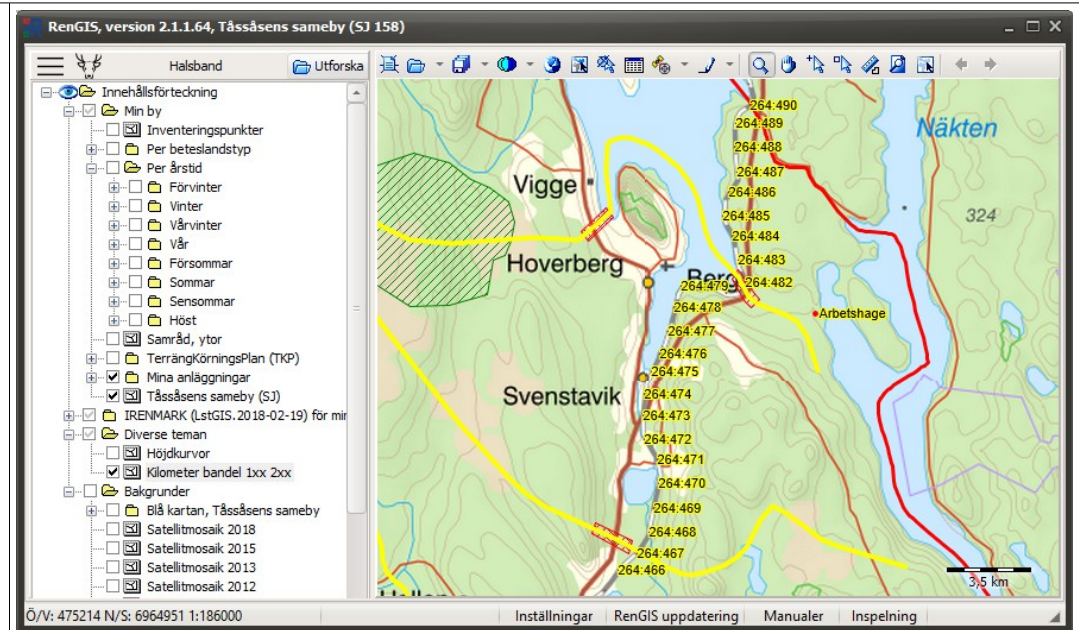 RenGIS, version 2.1.1.64, Tåssåsens sameby (SJ 158)
Halsband
Utforska
Innehållsförteckning
Min by
Inventeringspunkter
Per beteslandstyp
Per årstid
Förvinter
Vinter
Vårvinter
Vår
Försommar
Sommar
Sensommar
Höst
Samråd, ytor
TerrängKörningsPlan (TKP)
Mina anläggningar
Tåssåsens sameby (SJ)
IRENMARK (LstGIS.2018-02-19) för mir
Diverse teman
Höjdkurvor
Kilometer bandel 1xx 2xx
Bakgrunder
Blå kartan, Tåssåsens sameby
Satellitmosaik 2018
Satellitmosaik 2015
Satellitmosaik 2013
Satellitmosaik 2012
264:490
264:489
Näkten
264:488
264:487
Vigge
264:486
264:485
324
264:484
Hoverberg
264:483
Berg
264:482
264:479
264:478
Arbetshage
264:477
264:476
264:475
Svenstavik
264:474
264:473
264:472
264:471
264:470
264:469
264:468
264:467
264:466
3,5 km
Ö/V: 475214 N/S: 6964951 1:186000
Inställningar
RenGIS uppdatering
Manualer
Inspelning